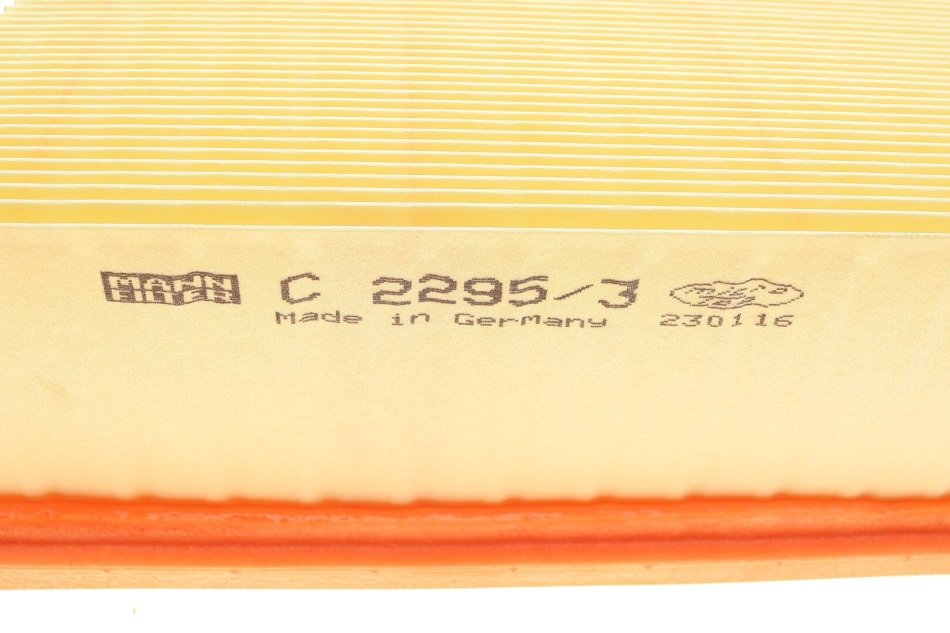 MANN FILTER C 2295/3
Made in Germany 230116